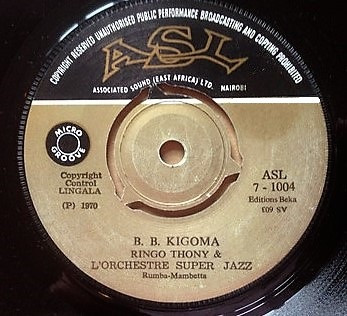 COPYRIGHT RESERVED UNAUTHORISED PUBLIC PERFORMANCE BROADCASTING AND COPYING PROHIBITED
ASL
ASSOCIATED SOUND (EAST AFRICA) LTD. NAIROBI
MICRO
GROOVE
Copyright
Control
LINGALA
(P) 1970
ASL
7 - 1004
Editions Beka
£09 SV
B. B. KIGOMA
RINGO THONY &
L'ORCHESTRE SUPER JAZZ
Rumba-Mambetta